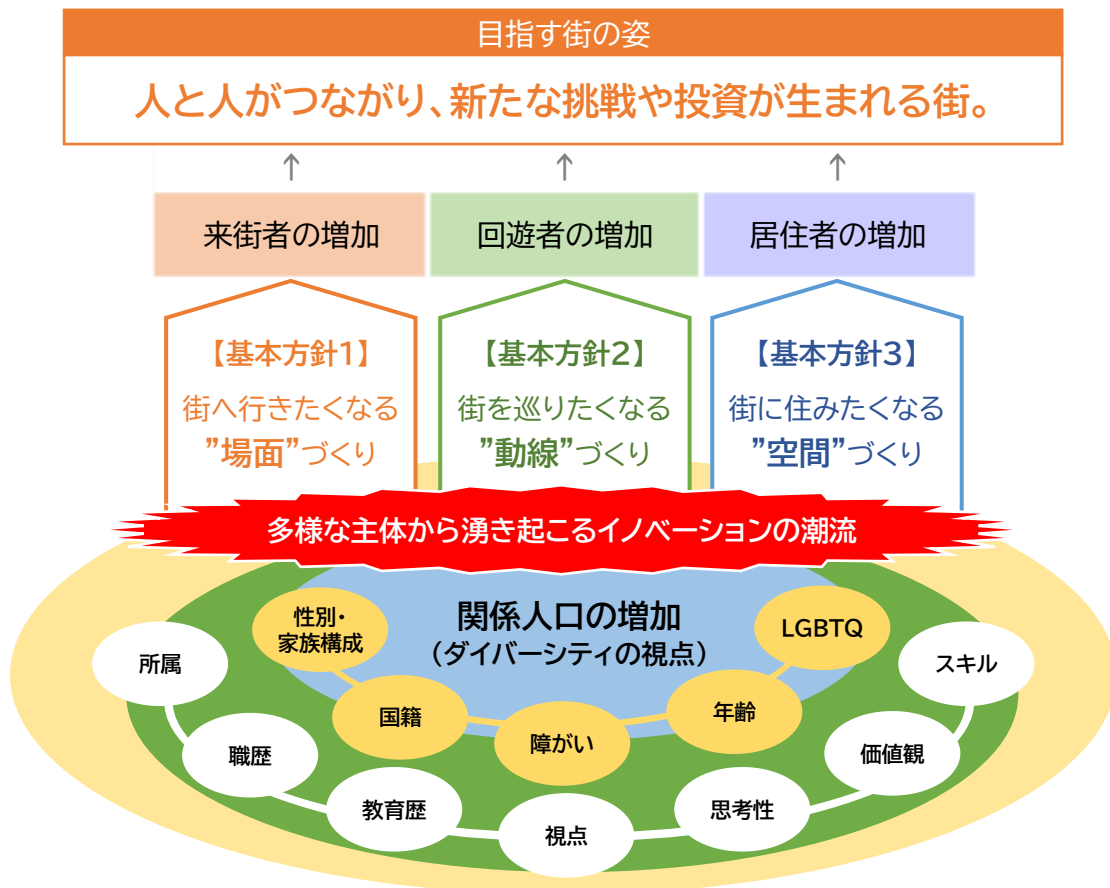 目指す街の姿
人と人がつながり、新たな挑戦や投資が生まれる街。
↑ ↑ ↑
来街者の増加
回遊者の増加
居住者の増加
【基本方針1】
街へ行きたくなる
”場面”づくり
【基本方針2】
街を巡りたくなる
”動線”づくり
【基本方針3】
街に住みたくなる
”空間”づくり
多様な主体から湧き起こるイノベーションの潮流
関係人口の増加
（ダイバーシティの視点）
性別・
家族構成
国籍
障がい
年齢
LGBTQ
所属
職歴
教育歴
視点
思考性
価値観
スキル